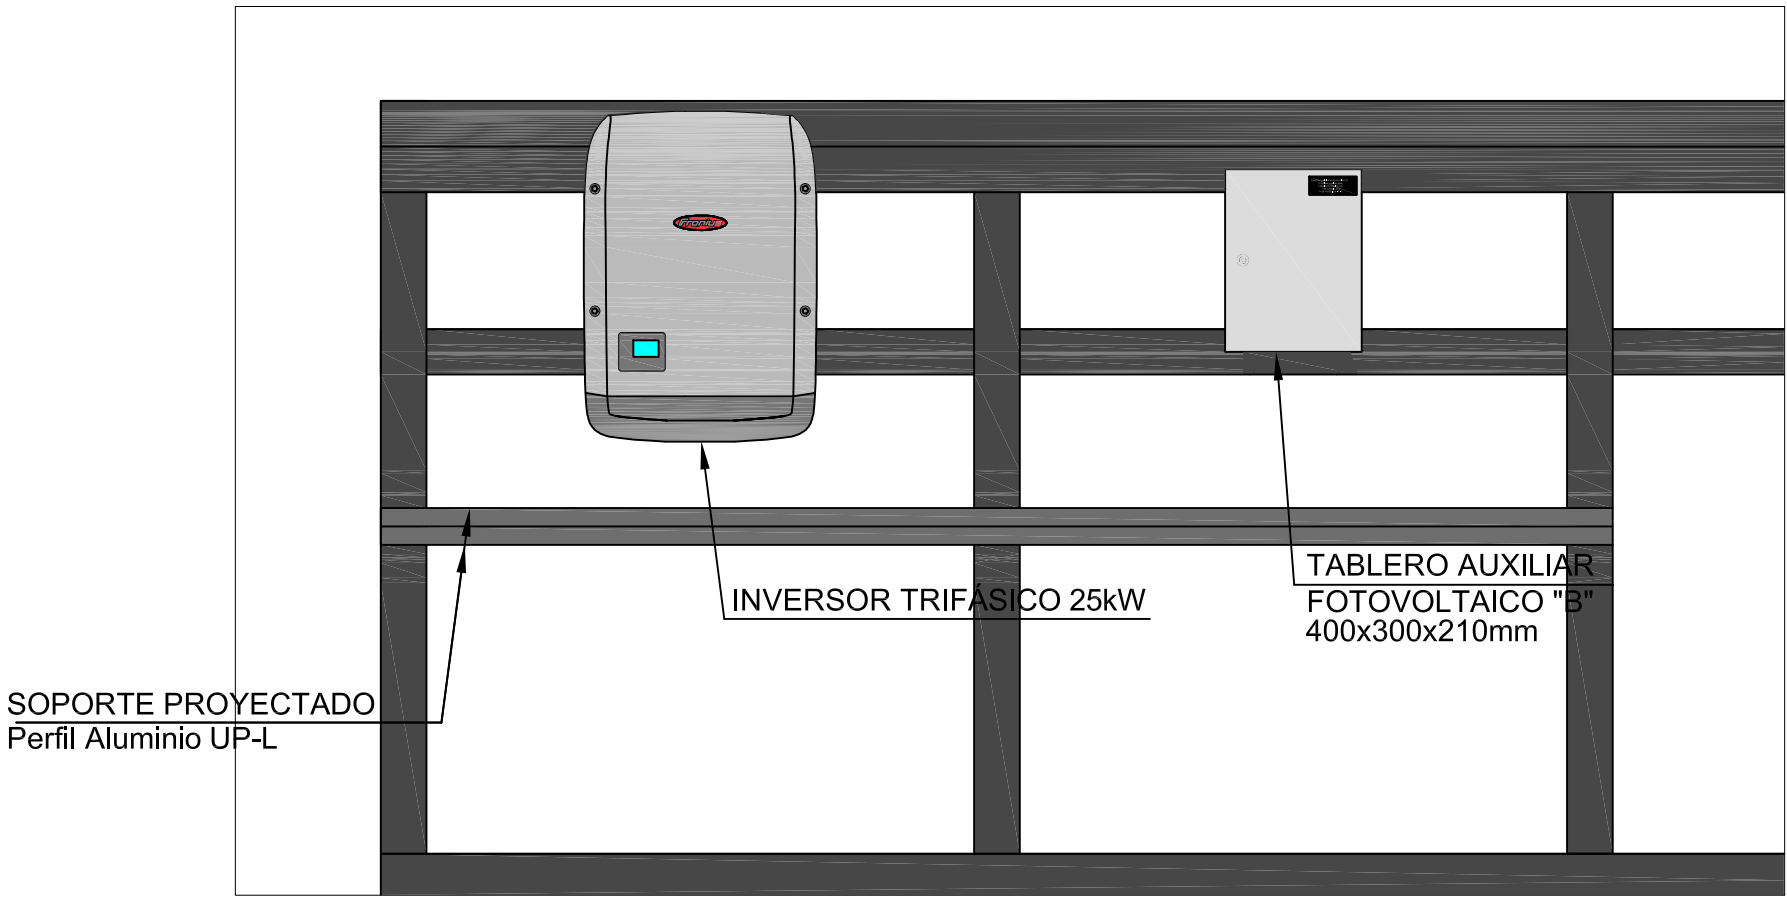 Fronius
INVERSOR TRIFÁSICO 25kW
TABLERO AUXILIAR
FOTOVOLTAICO "B"
400x300x210mm
SOPORTE PROYECTADO
Perfil Aluminio UP-L